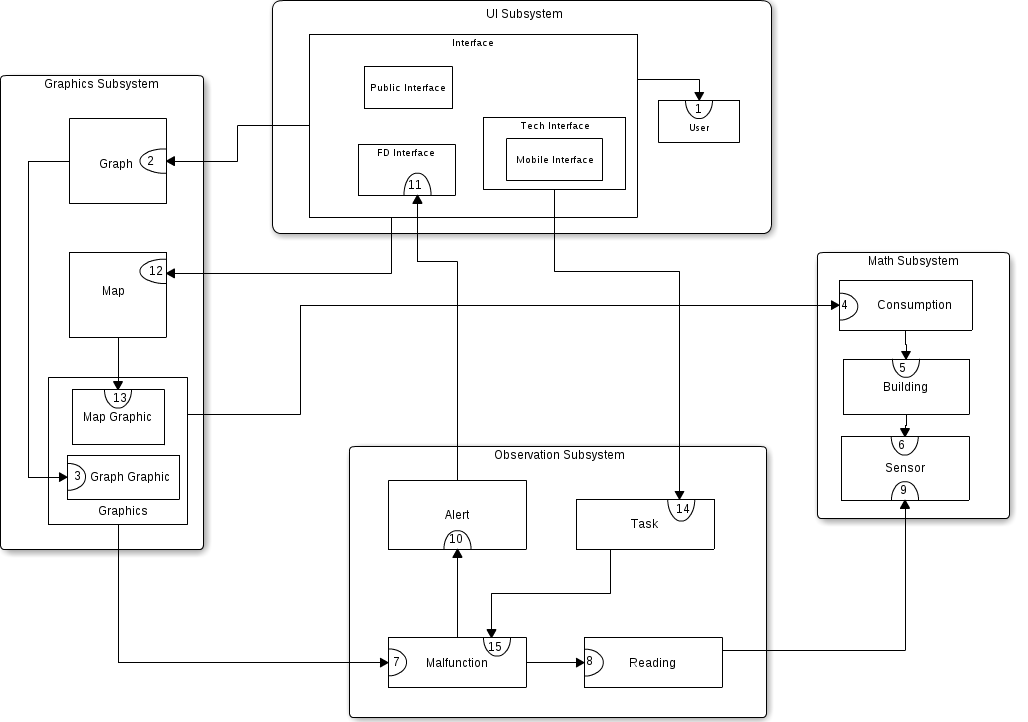 UI Subsystem
Interface
Public Interface
Tech Interface
Mobile Interface
FD Interface
11
1
User
Graphics Subsystem
Graph
2
Map
12
13
Map Graphic
3
Graph Graphic
Graphics
Math Subsystem
4
Consumption
5
Building
6
Sensor
9
Observation Subsystem
Alert
10
14
Task
7
Malfunction
15
8
Reading